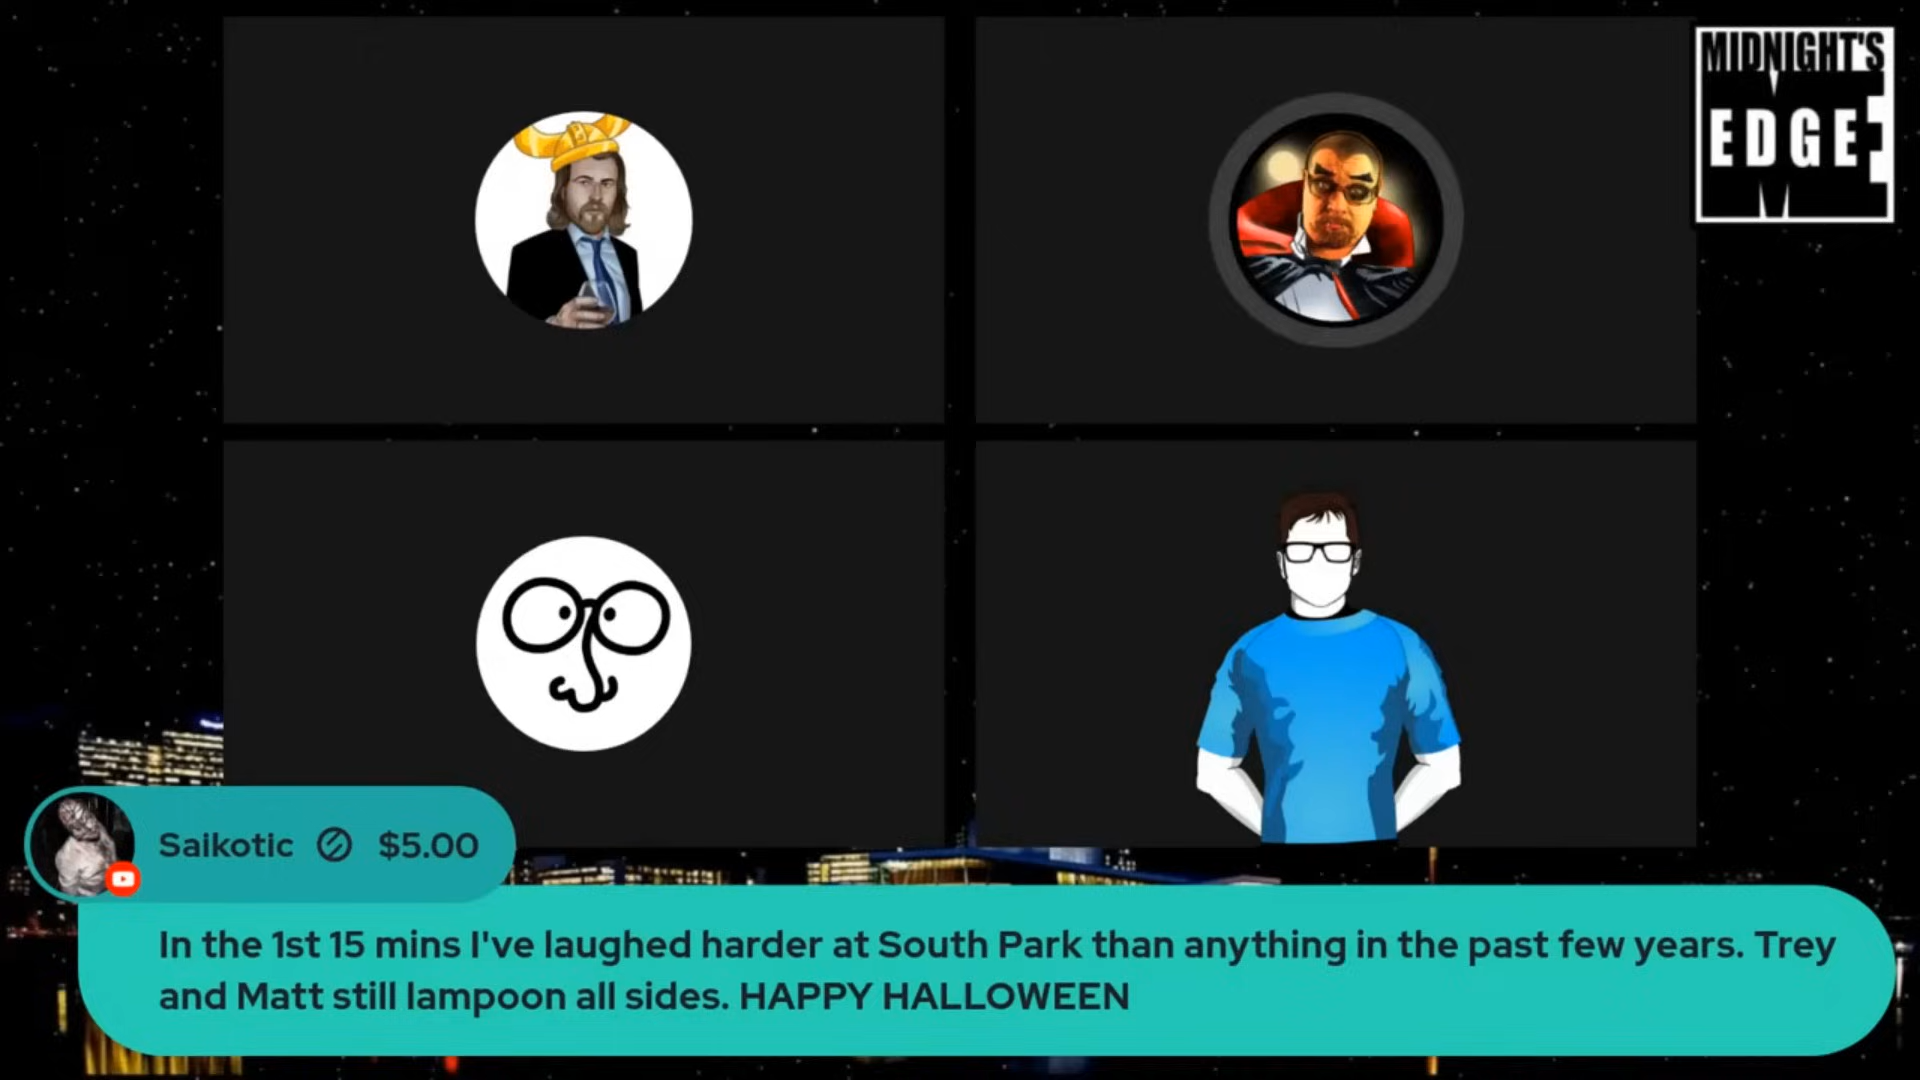 MIDNIGHT'S
EDGE
Saikotic $5.00
In the 1st 15 mins I've laughed harder at South Park than anything in the past few years. Trey
and Matt still lampoon all sides. HAPPY HALLOWEEN